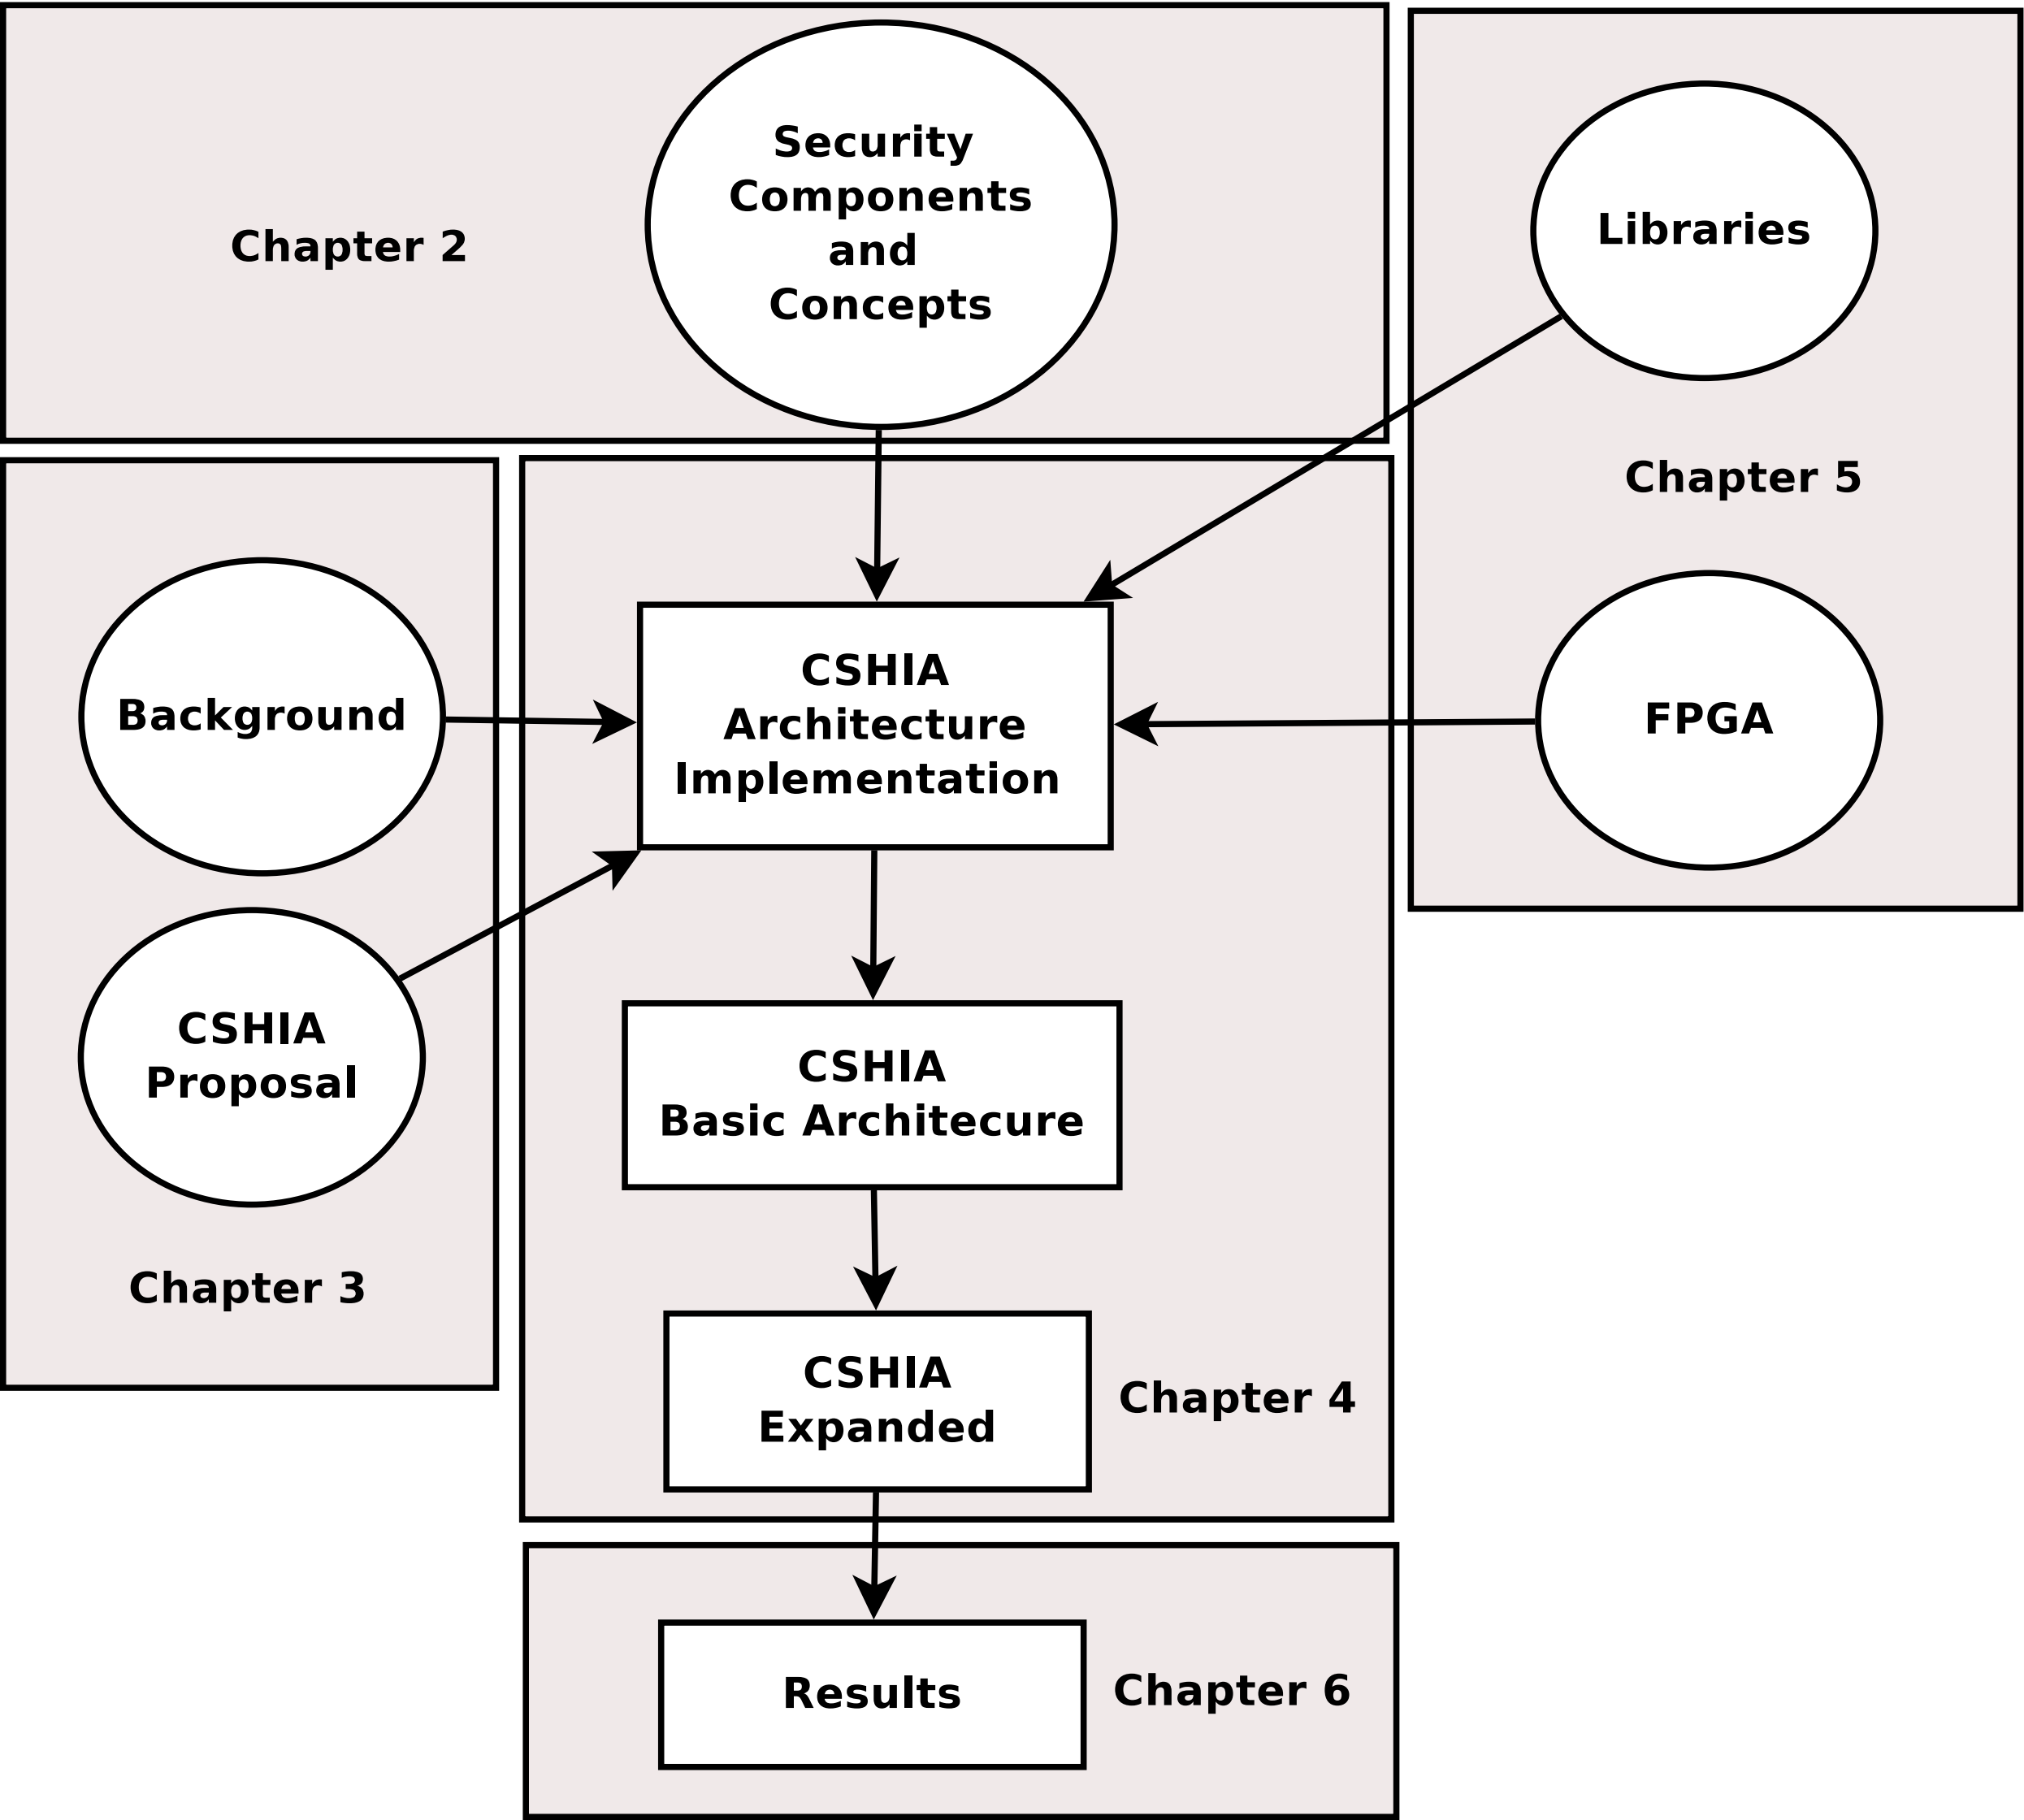 Chapter 2
Security
Components
and
Concepts
Libraries
Chapter 5
FPGA
Background
CSHIA
Proposal
Chapter 3
CSHIA
Architecture
Implementation
CSHIA
Basic Architecure
CSHIA
Expanded
Chapter 4
Results
Chapter 6